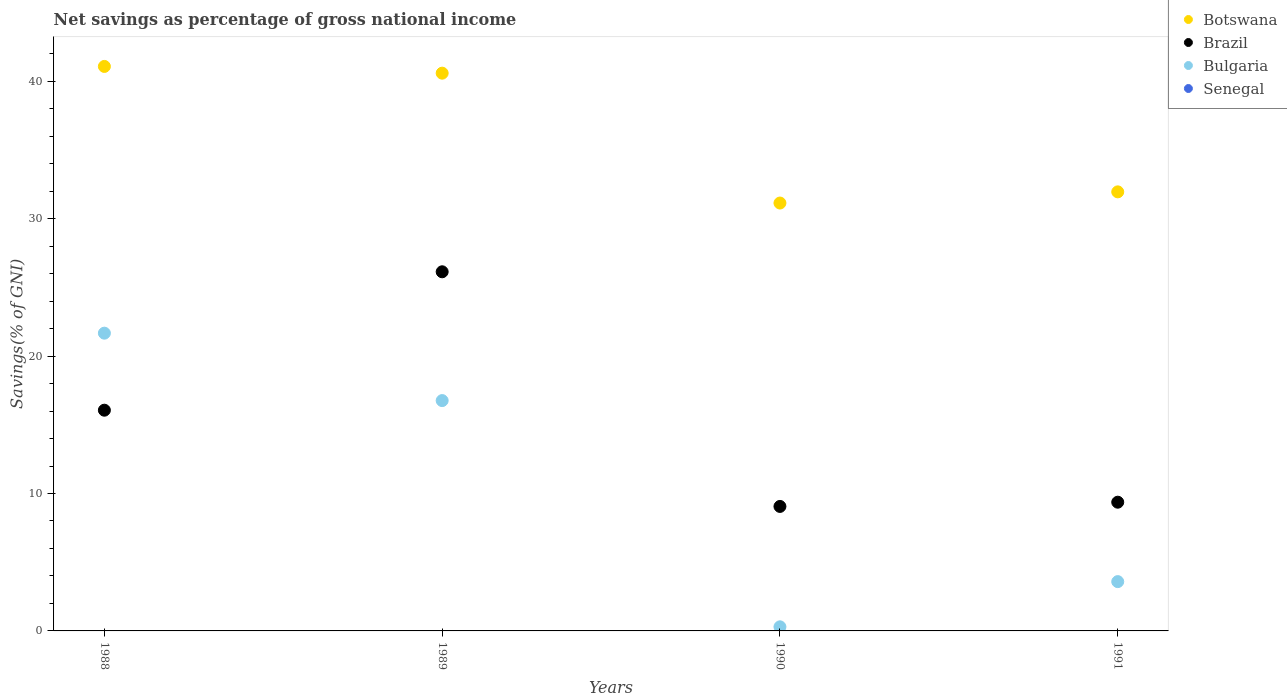 Net savings as percentage of gross national income
Botswana
Brazil
Bulgaria
Senegal
Savings(% of GNI)
40
30
20
10
0
1988
1989
1990
1991
Years